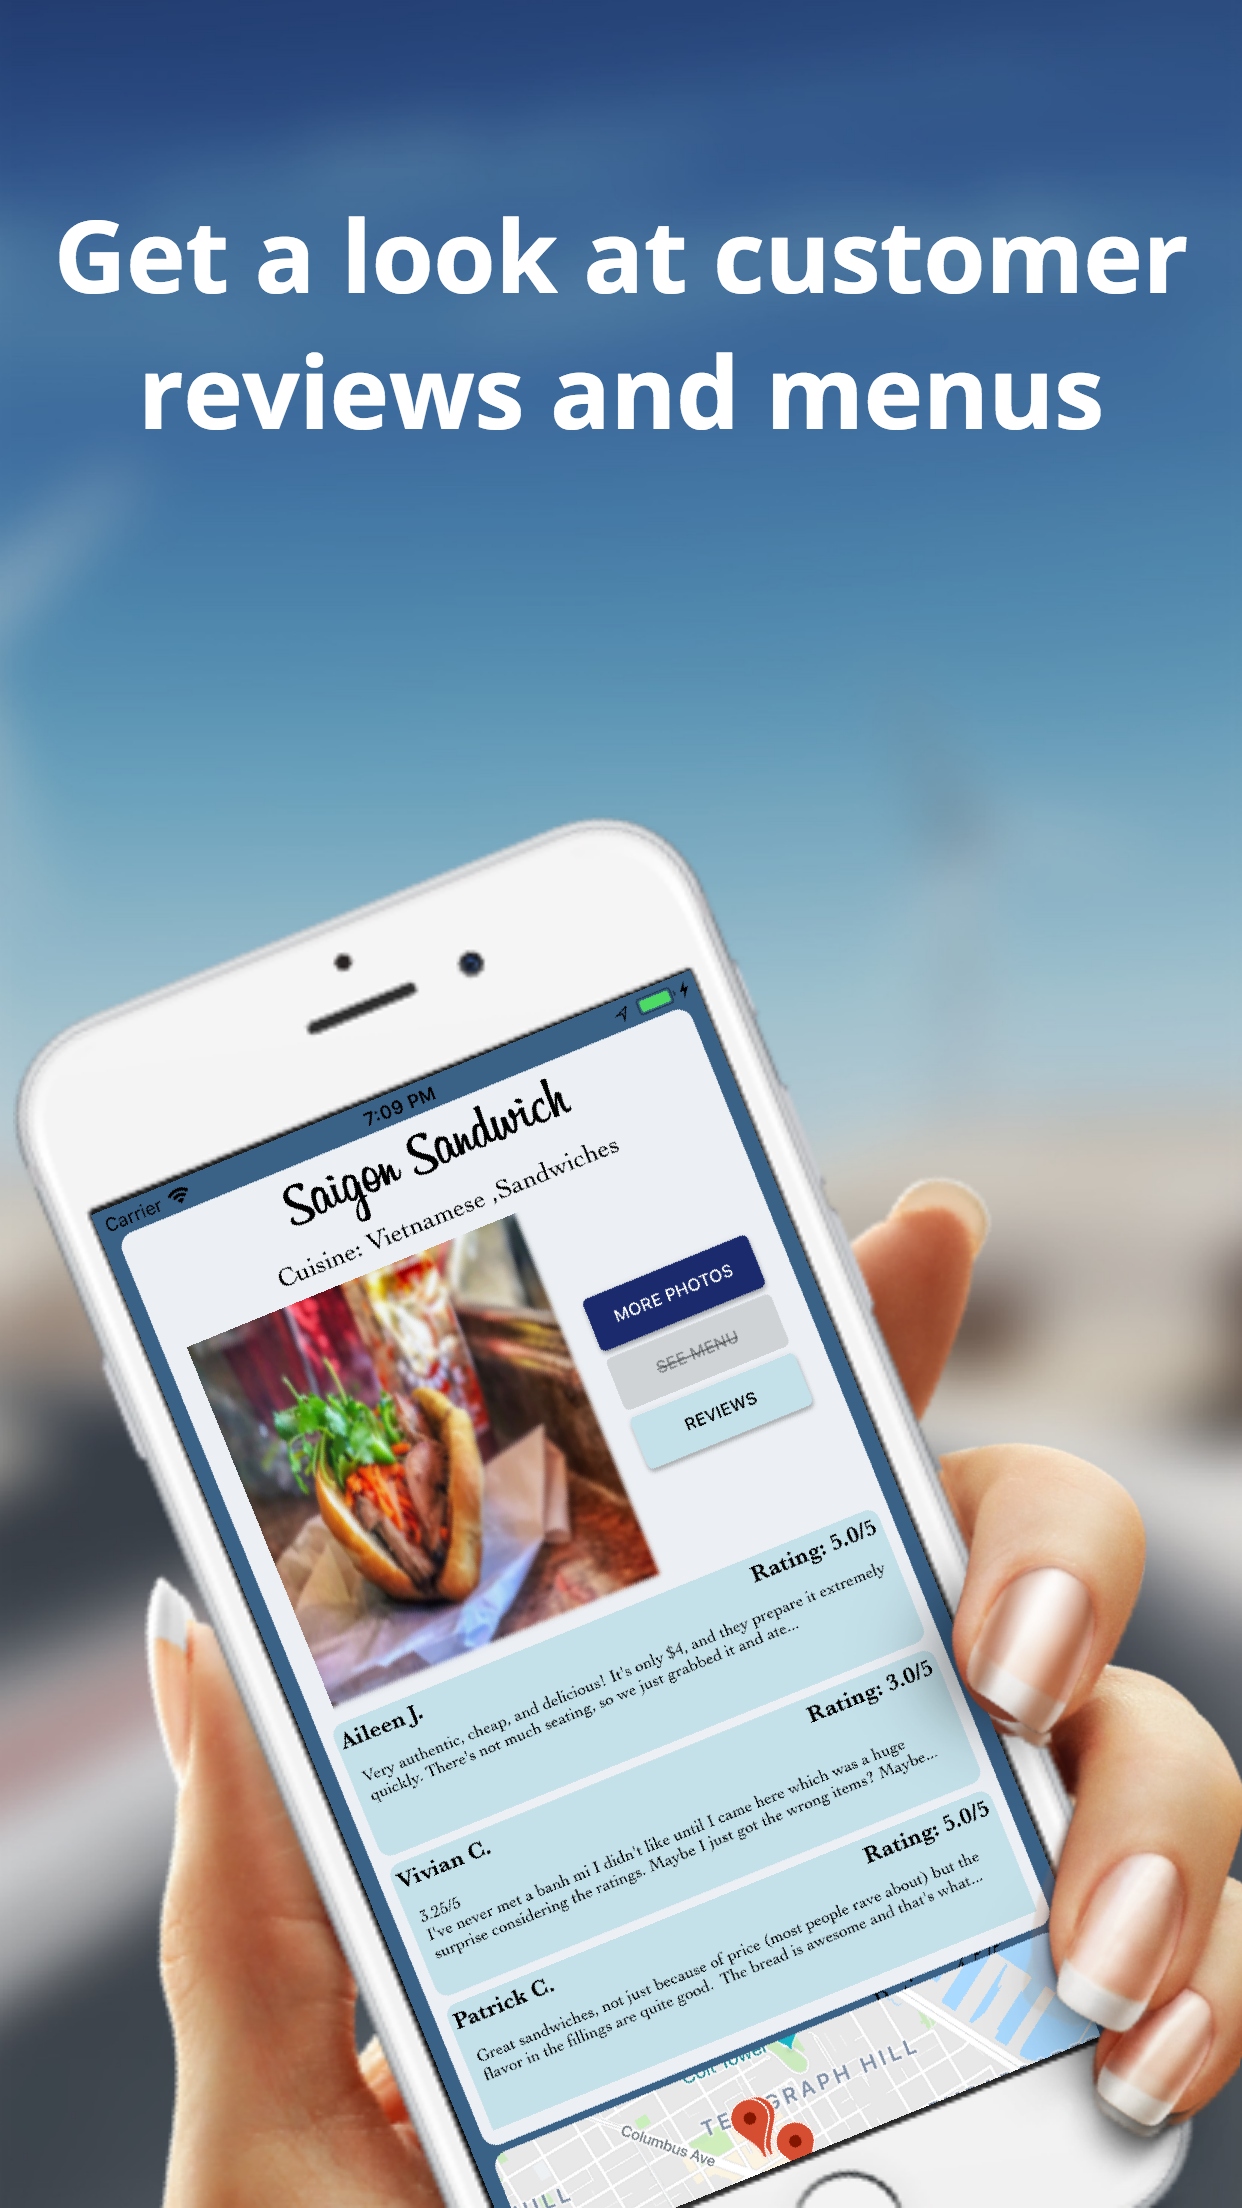 Get a look at customer
reviews and menus
Carrier
7:09 PM
Saigon Sandwich
Cuisine: Vietnamese ,Sandwiches
MORE PHOTOS
SEE MENU
REVIEWS
Aileen J.
Rating: 5.0/5
Very authentic, cheap, and delicious! It's only $4, and they prepare it extremely
quickly. There's not much seating, so we just grabbed it and ate...
Vivian C.
Rating: 3.0/5
3.25/5
I've never met a banh mi I didn't like until I came here which was a huge
surprise considering the ratings. Maybe I just got the wrong items? Maybe...
Patrick C.
Rating: 5.0/5
Great sandwiches, not just because of price (most people rave about) but the
flavor in the fillings are quite good.  The bread is awesome and that's what...
Coit Tower
GRAPH HILL
Columbus Ave
HILL